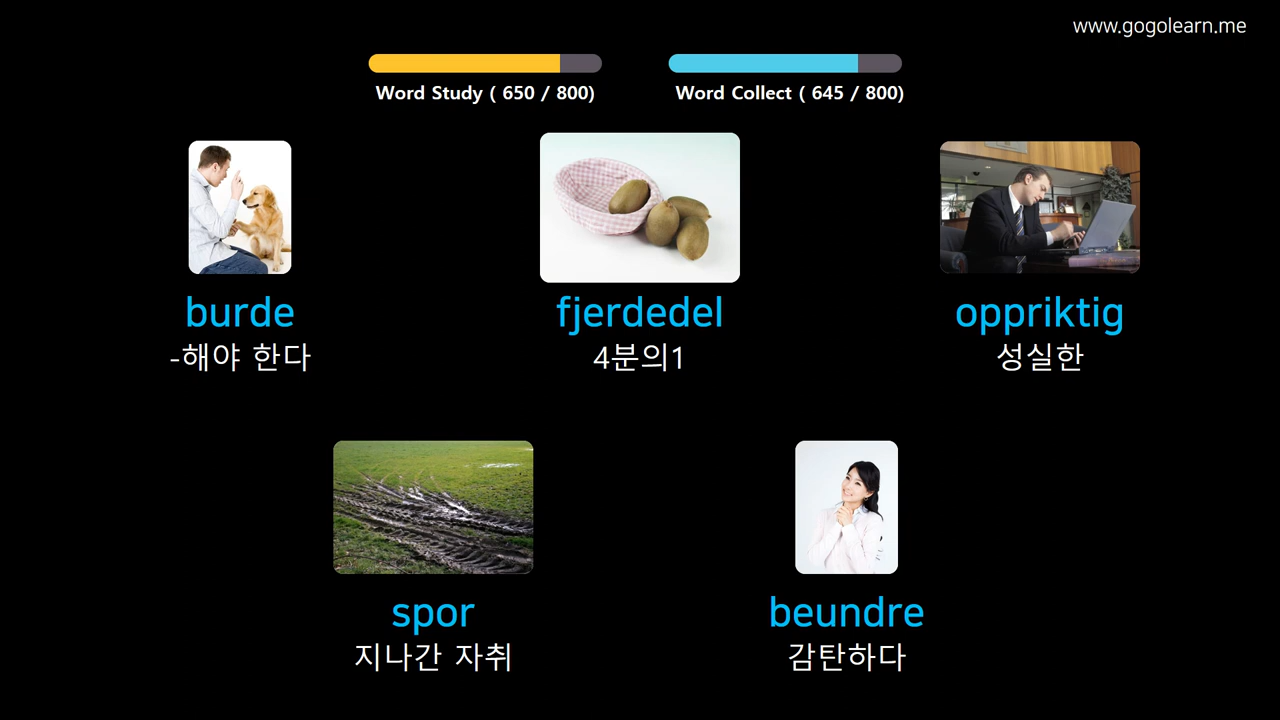 www.gogolearn.me
Word Study ( 650 / 800)
Word Collect ( 645 / 800)
burde
-해야 한다
fjerdedel
4분의1
oppriktig
성실한
spor
지나간 자취
beundre
감탄하다